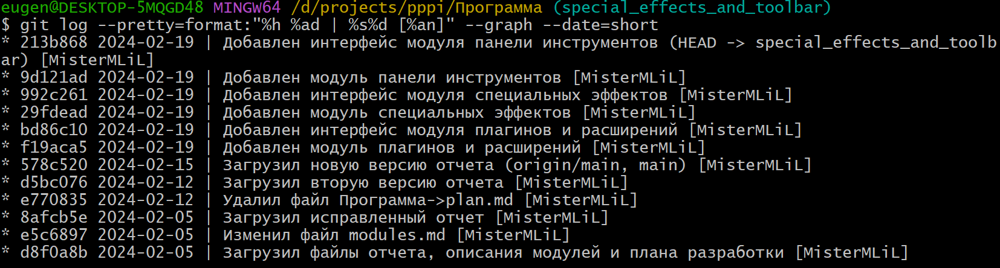 eugen@DESKTOP-5MQGD48 MINGW64 /d/projects/pppi/Программа (special_effects_and_toolbar)
$ git log --pretty=format:"%h %ad | %s%d [%an]" --graph --date=short
* 213b868 2024-02-19 | Добавлен интерфейс модуля панели инструментов (HEAD -> special_effects_and_toolb
ar) [MisterMLiL]
* 9d121ad 2024-02-19 | Добавлен модуль панели инструментов [MisterMLiL]
* 992c261 2024-02-19 | Добавлен интерфейс модуля специальных эффектов [MisterMLiL]
* 29fdead 2024-02-19 | Добавлен модуль специальных эффектов [MisterMLiL]
* bd86c10 2024-02-19 | Добавлен интерфейс модуля плагинов и расширений [MisterMLiL]
* f19aca5 2024-02-19 | Добавлен модуль плагинов и расширений [MisterMLiL]
* 578c520 2024-02-15 | Загрузил новую версию отчета (origin/main, main) [MisterMLiL]
* d5bc076 2024-02-12 | Загрузил вторую версию отчета [MisterMLiL]
* e770835 2024-02-12 | Удалил файл Программа->plan.md [MisterMLiL]
* 8afcb5e 2024-02-05 | Загрузил исправленный отчет [MisterMLiL]
* e5c6897 2024-02-05 | Изменил файл modules.md [MisterMLiL]
* d8f0a8b 2024-02-05 | Загрузил файлы отчета, описания модулей и плана разработки [MisterMLiL]